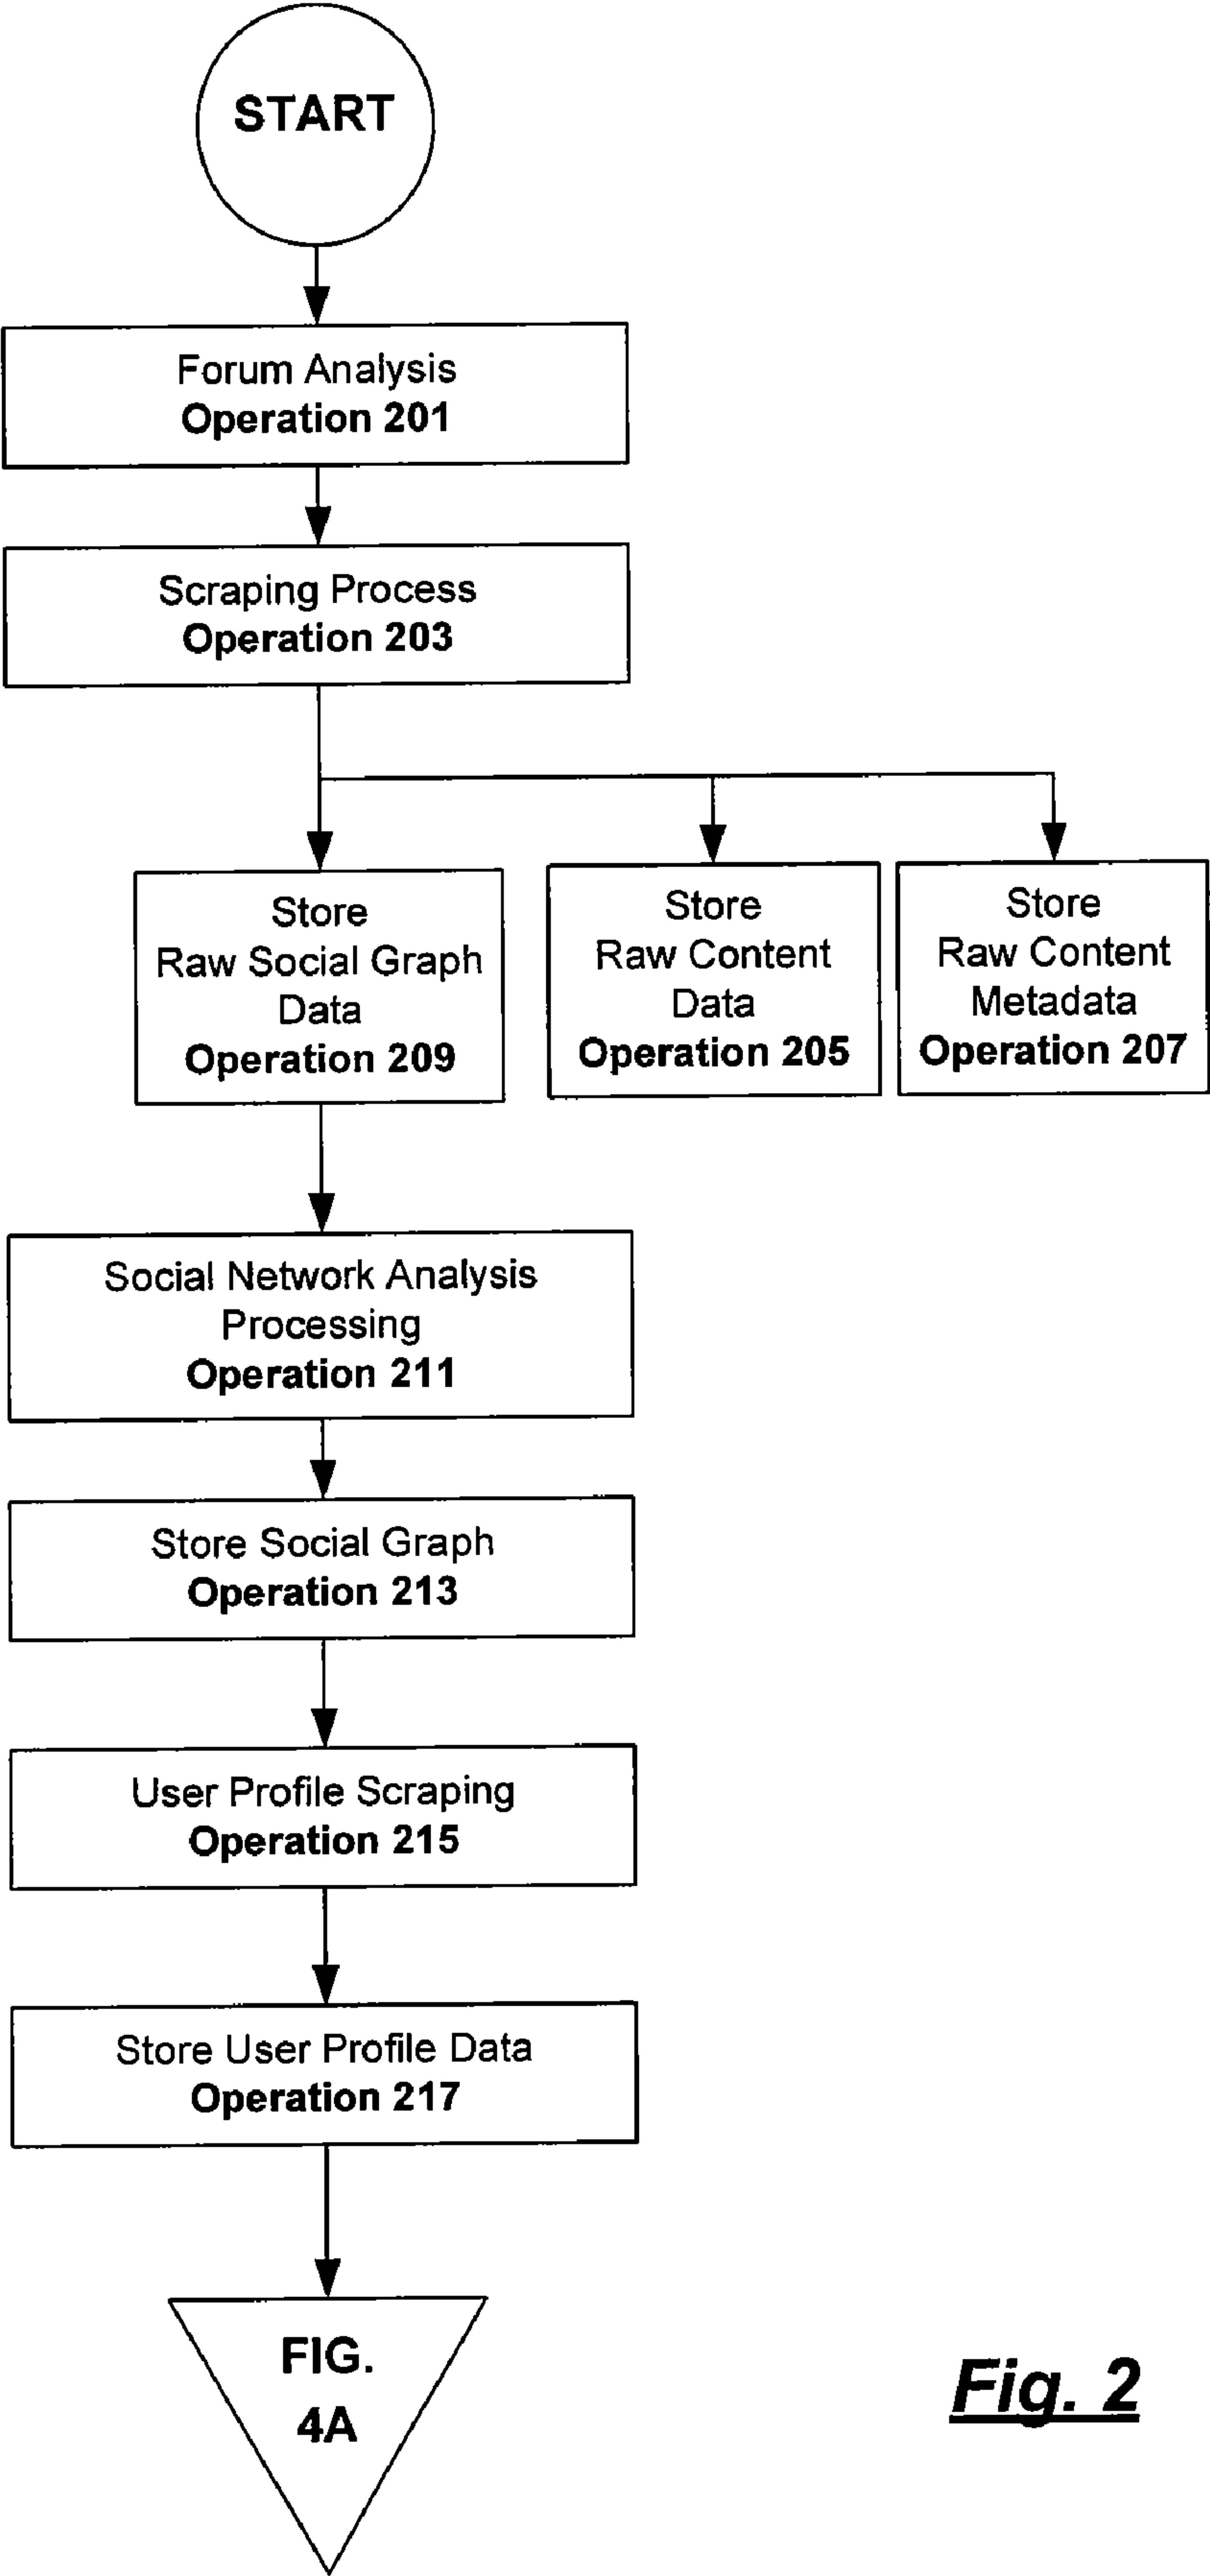 START
Forum Analysis
Operation 201
Scraping Process
Operation 203
Store
Raw Social Graph
Data
Operation 209
Store
Raw Content
Data
Operation 205
Store
Raw Content
Metadata
Operation 207
Social Network Analysis
Processing
Operation 211
Store Social Graph
Operation 213
User Profile Scraping
Operation 215
Store User Profile Data
Operation 217
FIG.
4A
Fig. 2